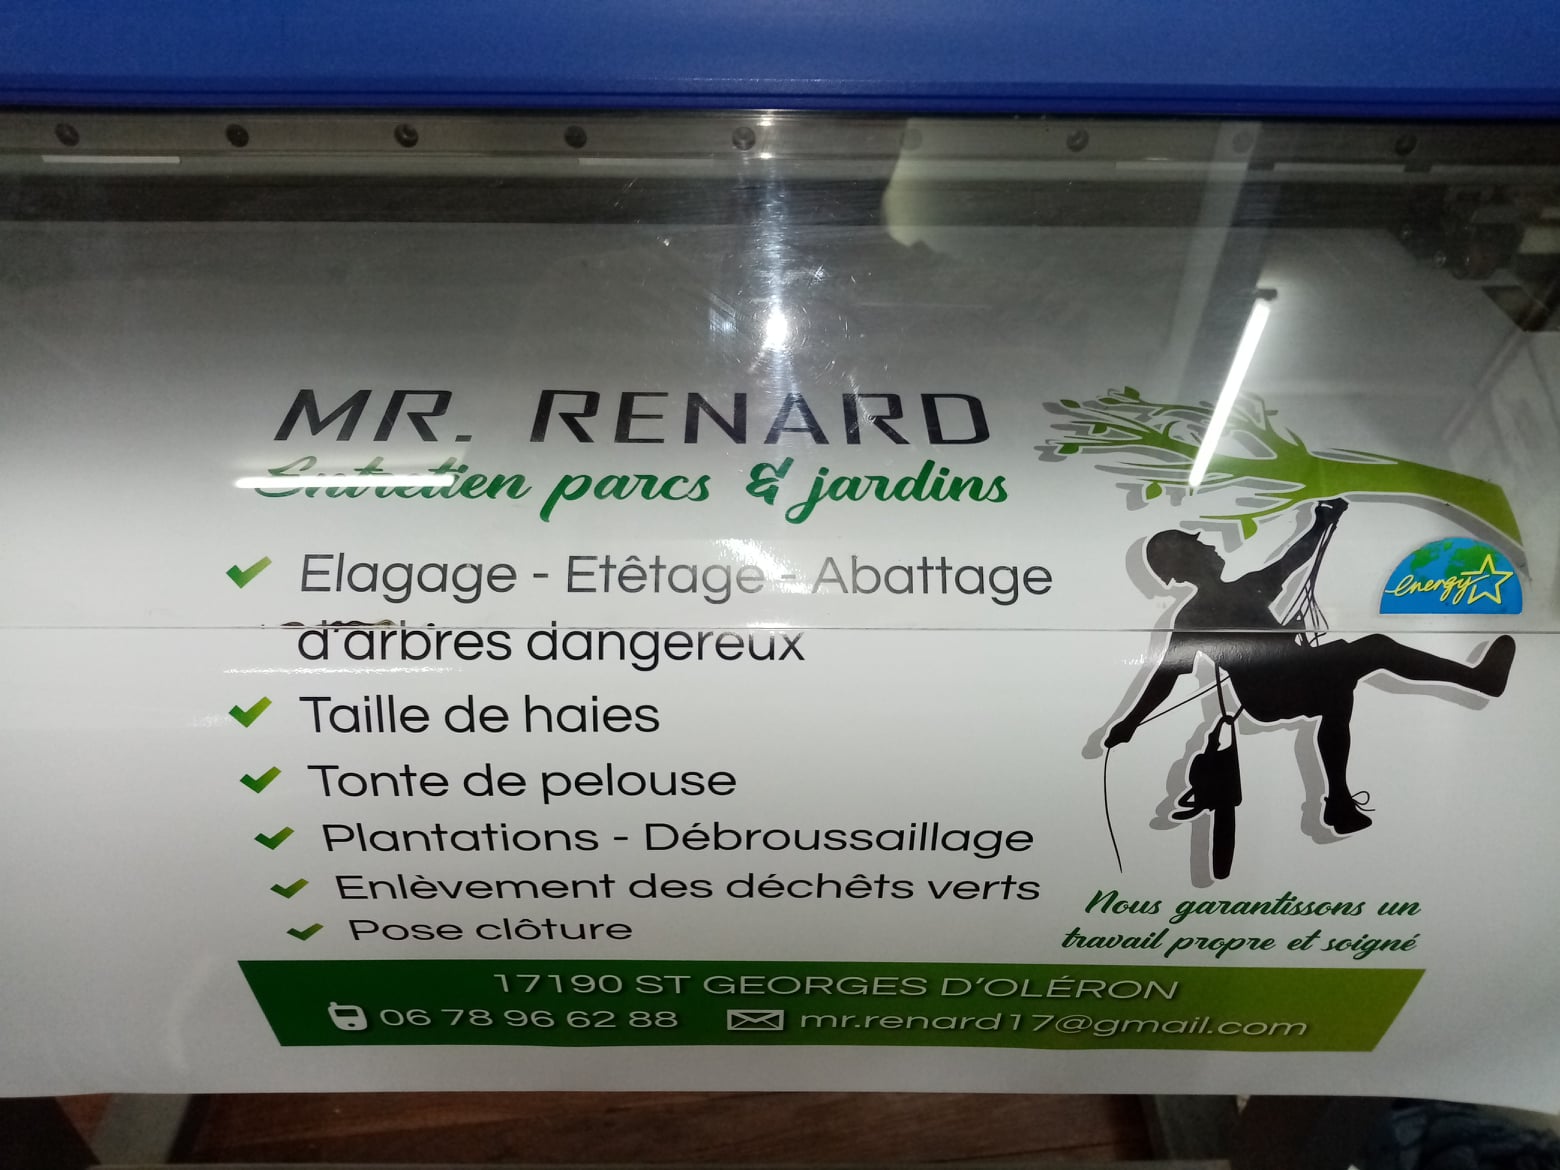 MR. RENARD
Entretien parcs & jardins
Elagage - Etêtage - Abattage
d'arbres dangereux
Taille de haies
Tonte de pelouse
Plantations - Débroussaillage
Enlèvement des déchêts verts
Pose clôture
energy
Nous garantissons un
travail propre et soigné
17190 ST GEORGES D'OLÉRON
06 78 96 62 88 mr.renard17@gmail.com